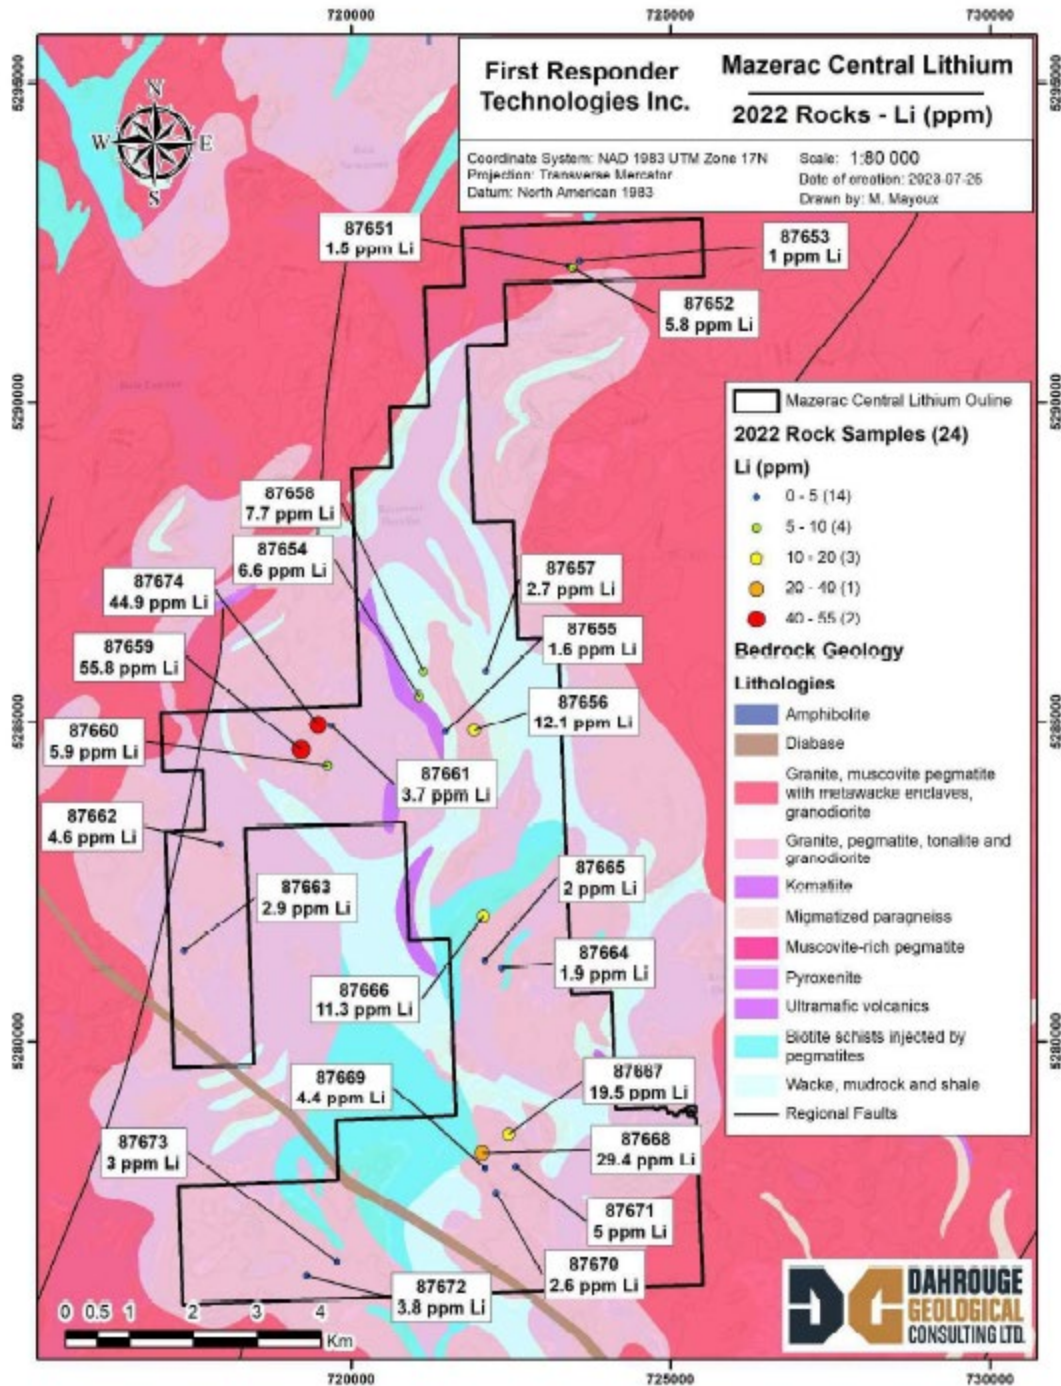 720000
725000
730000
5295000
5295000
First Responder
Technologies Inc.
Mazerac Central Lithium
2022 Rocks - Li (ppm)
Coordinate System: NAD 1983 UTM Zone 17N
Projection: Transverse Mercator
Datum: North American 1983
Scale: 1:80 000
Date of creation: 2023-07-26
Drawn by: M. Mayoux
N
W
E
S
87651
1.5 ppm Li
87653
1 ppm Li
87652
5.8 ppm Li
5290000
5290000
Mazerac Central Lithium Ouline
2022 Rock Samples (24)
Li (ppm)
0 - 5 (14)
5 - 10 (4)
10 - 20 (3)
20 - 40 (1)
40 - 55 (2)
Bedrock Geology
Lithologies
Amphibolite
Diabase
Granite, muscovite pegmatite
with metawacke enclaves,
granodiorite
Granite, pegmatite, tonalite and
granodiorite
Komatiite
Migmatized paragneiss
Muscovite-rich pegmatite
Pyroxenite
Ultramafic volcanics
Biotite schists injected by
pegmatites
Wacke, mudrock and shale
Regional Faults
87658
7.7 ppm Li
87654
6.6 ppm Li
87674
44.9 ppm Li
87657
2.7 ppm Li
87655
1.6 ppm Li
87659
55.8 ppm Li
87656
12.1 ppm Li
5285000
5285000
87660
5.9 ppm Li
87661
3.7 ppm Li
87662
4.6 ppm Li
87665
2 ppm Li
87663
2.9 ppm Li
87664
1.9 ppm Li
87666
11.3 ppm Li
5280000
5280000
87669
4.4 ppm Li
87667
19.5 ppm Li
87673
3 ppm Li
87668
29.4 ppm Li
87671
5 ppm Li
87670
2.6 ppm Li
87672
3.8 ppm Li
0 0.5 1 2 3 4
Km
DAHROUGE
GEOLOGICAL
CONSULTING LTD.
720000
725000
730000